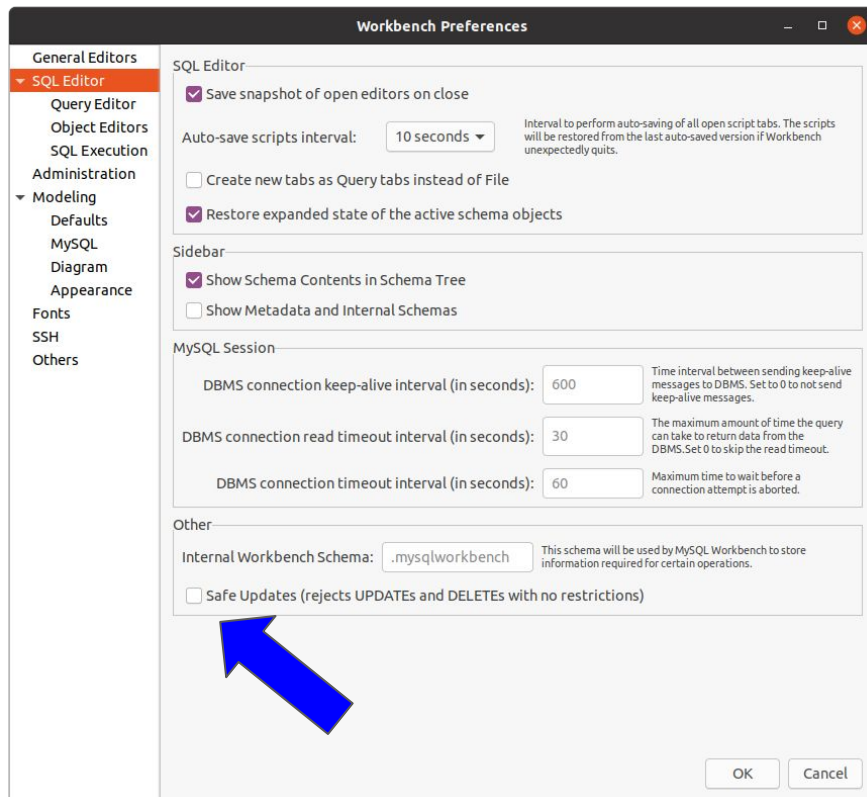 Workbench Preferences
General Editors
SQL Editor
Query Editor
Object Editors
SQL Execution
Administration
Modeling
Defaults
MySQL
Diagram
Appearance
Fonts
SSH
Others
SQL Editor
Save snapshot of open editors on close
Auto-save scripts interval:
10 seconds
Interval to perform auto-saving of all open script tabs. The scripts
will be restored from the last auto-saved version if Workbench
unexpectedly quits.
Create new tabs as Query tabs instead of File
Restore expanded state of the active schema objects
Sidebar
Show Schema Contents in Schema Tree
Show Metadata and Internal Schemas
MySQL Session
DBMS connection keep-alive interval (in seconds):
600
Time interval between sending keep-alive
messages to DBMS. Set to 0 to not send
keep-alive messages.
DBMS connection read timeout interval (in seconds):
30
The maximum amount of time the query
can take to return data from the
DBMS.Set 0 to skip the read timeout.
DBMS connection timeout interval (in seconds):
60
Maximum time to wait before a
connection attempt is aborted.
Other
Internal Workbench Schema:
.mysqlworkbench
This schema will be used by MySQL Workbench to store
information required for certain operations.
Safe Updates (rejects UPDATEs and DELETEs with no restrictions)
OK
Cancel